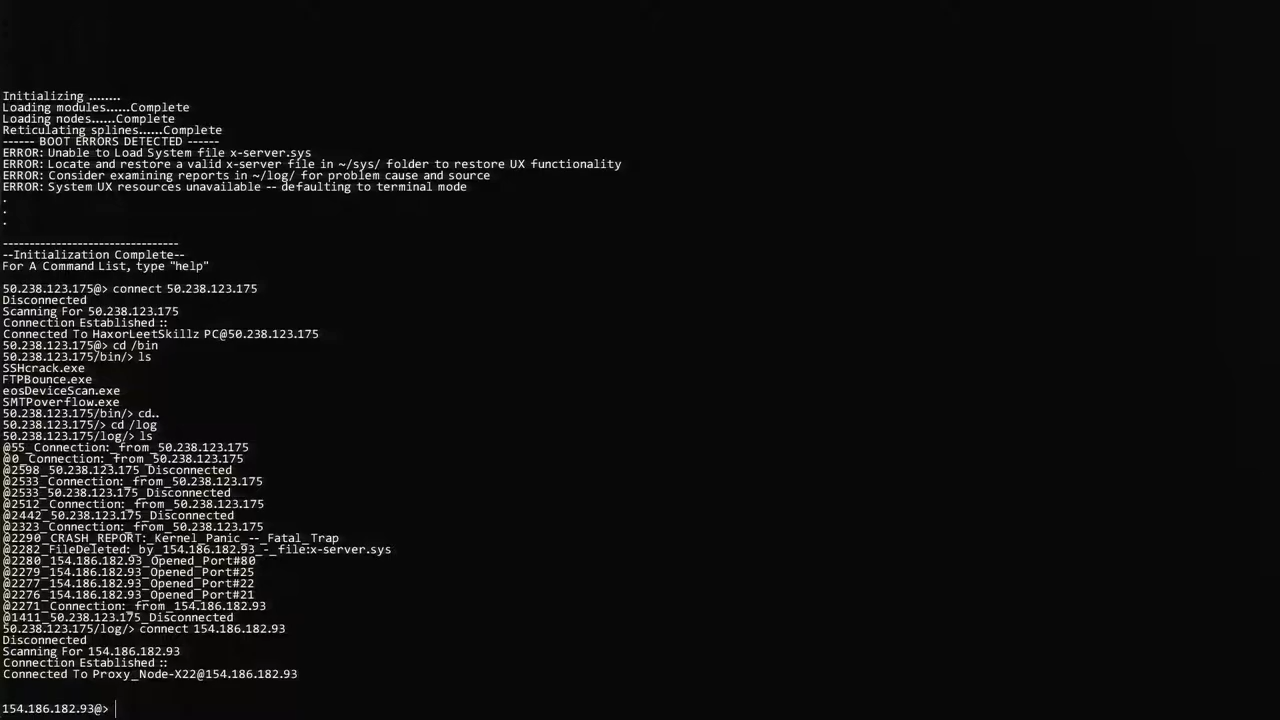 Initializing ........
Loading modules......Complete
Loading nodes......Complete
Reticulating splines......Complete
------ BOOT ERRORS DETECTED ------
ERROR: Unable to Load System file x-server.sys
ERROR: Locate and restore a valid x-server file in ~/sys/ folder to restore UX functionality
ERROR: Consider examining reports in ~/log/ for problem cause and source
ERROR: System UX resources unavailable -- defaulting to terminal mode
.
.
.
---------------------------------
--Initialization Complete--
For A Command List, type "help"
50.238.123.175@> connect 50.238.123.175
Disconnected
Scanning For 50.238.123.175
Connection Established ::
Connected To HaxorLeetSkillz PC@50.238.123.175
50.238.123.175@> cd /bin
50.238.123.175/bin/> ls
SSHcrack.exe
FTPBounce.exe
eosDeviceScan.exe
SMTPoverflow.exe
50.238.123.175/bin/> cd..
50.238.123.175/> cd /log
50.238.123.175/log/> ls
@55_Connection:_from_50.238.123.175
@0_Connection:_from_50.238.123.175
@2598_50.238.123.175_Disconnected
@2533_Connection:_from_50.238.123.175
@2533_50.238.123.175_Disconnected
@2512_Connection:_from_50.238.123.175
@2442_50.238.123.175_Disconnected
@2323_Connection:_from_50.238.123.175
@2290_CRASH_REPORT:_Kernel_Panic_--_Fatal_Trap
@2282_FileDeleted:_by_154.186.182.93_-_file:x-server.sys
@2280_154.186.182.93_Opened_Port#80
@2279_154.186.182.93_Opened_Port#25
@2277_154.186.182.93_Opened_Port#22
@2276_154.186.182.93_Opened_Port#21
@2271_Connection:_from_154.186.182.93
@1411_50.238.123.175_Disconnected
50.238.123.175/log/> connect 154.186.182.93
Disconnected
Scanning For 154.186.182.93
Connection Established ::
Connected To Proxy_Node-X22@154.186.182.93
154.186.182.93@>